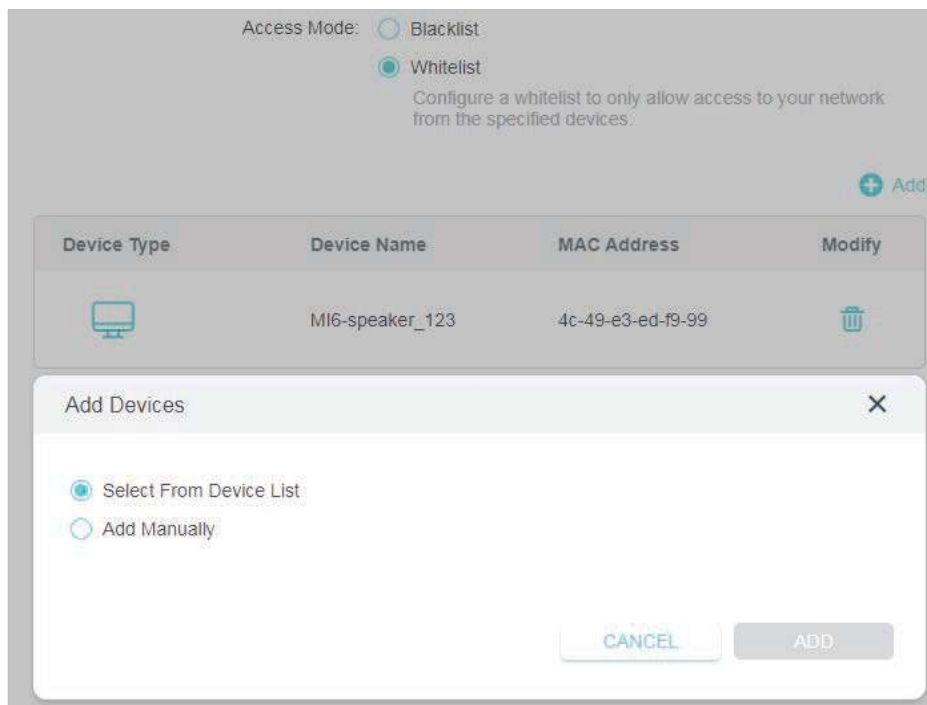 Access Mode: Blacklist
Whitelist
Configure a whitelist to only allow access to your network
from the specified devices.
Add
Device Type Device Name MAC Address Modify
MI6-speaker_123 4c-49-e3-ed-f9-99
Add Devices
Select From Device List
Add Manually
CANCEL ADD